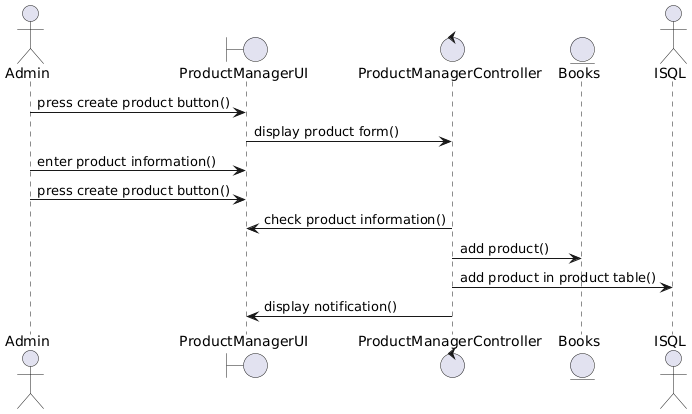 Admin
ProductManagerUI
ProductManagerController
Books
ISQL
press create product button()
display product form()
enter product information()
press create product button()
check product information()
add product()
add product in product table()
display notification()
Admin
ProductManagerUI
ProductManagerController
Books
ISQL